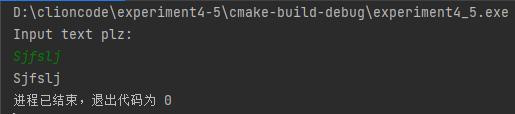 D:\clioncode\experiment4-5\cmake-build-debug\experiment4_5.exe
Input text plz:
Sjfslj
Sjfslj
进程已结束，退出代码为 0